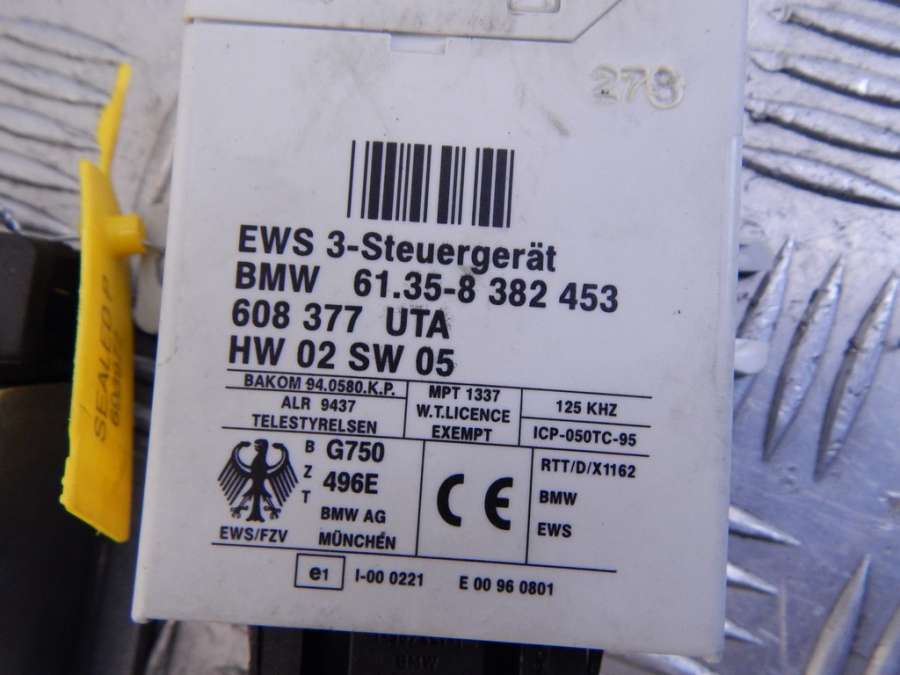 278
EWS 3-Steuergerät
BMW 61.35-8 382 453
608 377 UTA
HW 02 SW 05
BAKOM 94.0580.K.P.
ALR 9437
TELESTYRELSEN
MPT 1337
W.T.LICENCE
EXEMPT
125 KHZ
ICP-050TC-95
BZT
G750
496E
BMW AG
MÜNCHEN
EWS/FZV
CE
RTT/D/X1162
BMW
EWS
e1
I-00 0221
E 00 96 0801
SEALED P
BMW